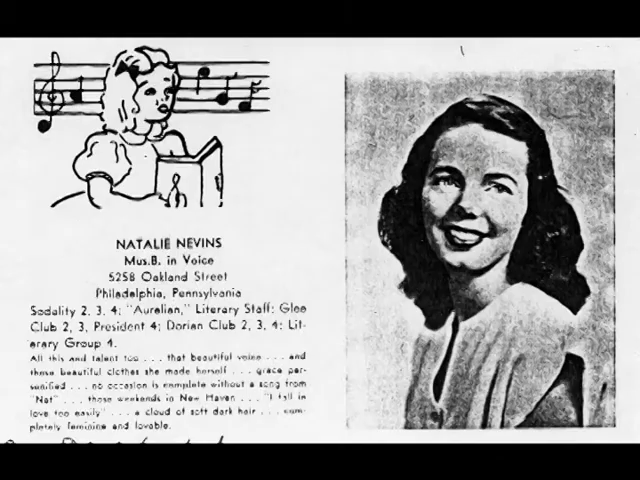 NATALIE NEVINS
Mus.B. in Voice
5258 Oakland Street
Philadelphia, Pennsylvania
Sodality 2, 3, 4; "Aurelian," Literary Staff; Glee
Club 2, 3, President 4; Dorian Club 2, 3, 4; Lit-
erary Group 4.
All this and talent too . . . that beautiful voice . . . and
those beautiful clothes she made herself . . . grace per-
sonified . . . no occasion is complete without a song from
"Nat" . . . those weekends in New Haven . . . "I fall in
love too easily" . . . a cloud of soft dark hair . . . com-
pletely feminine and lovable.